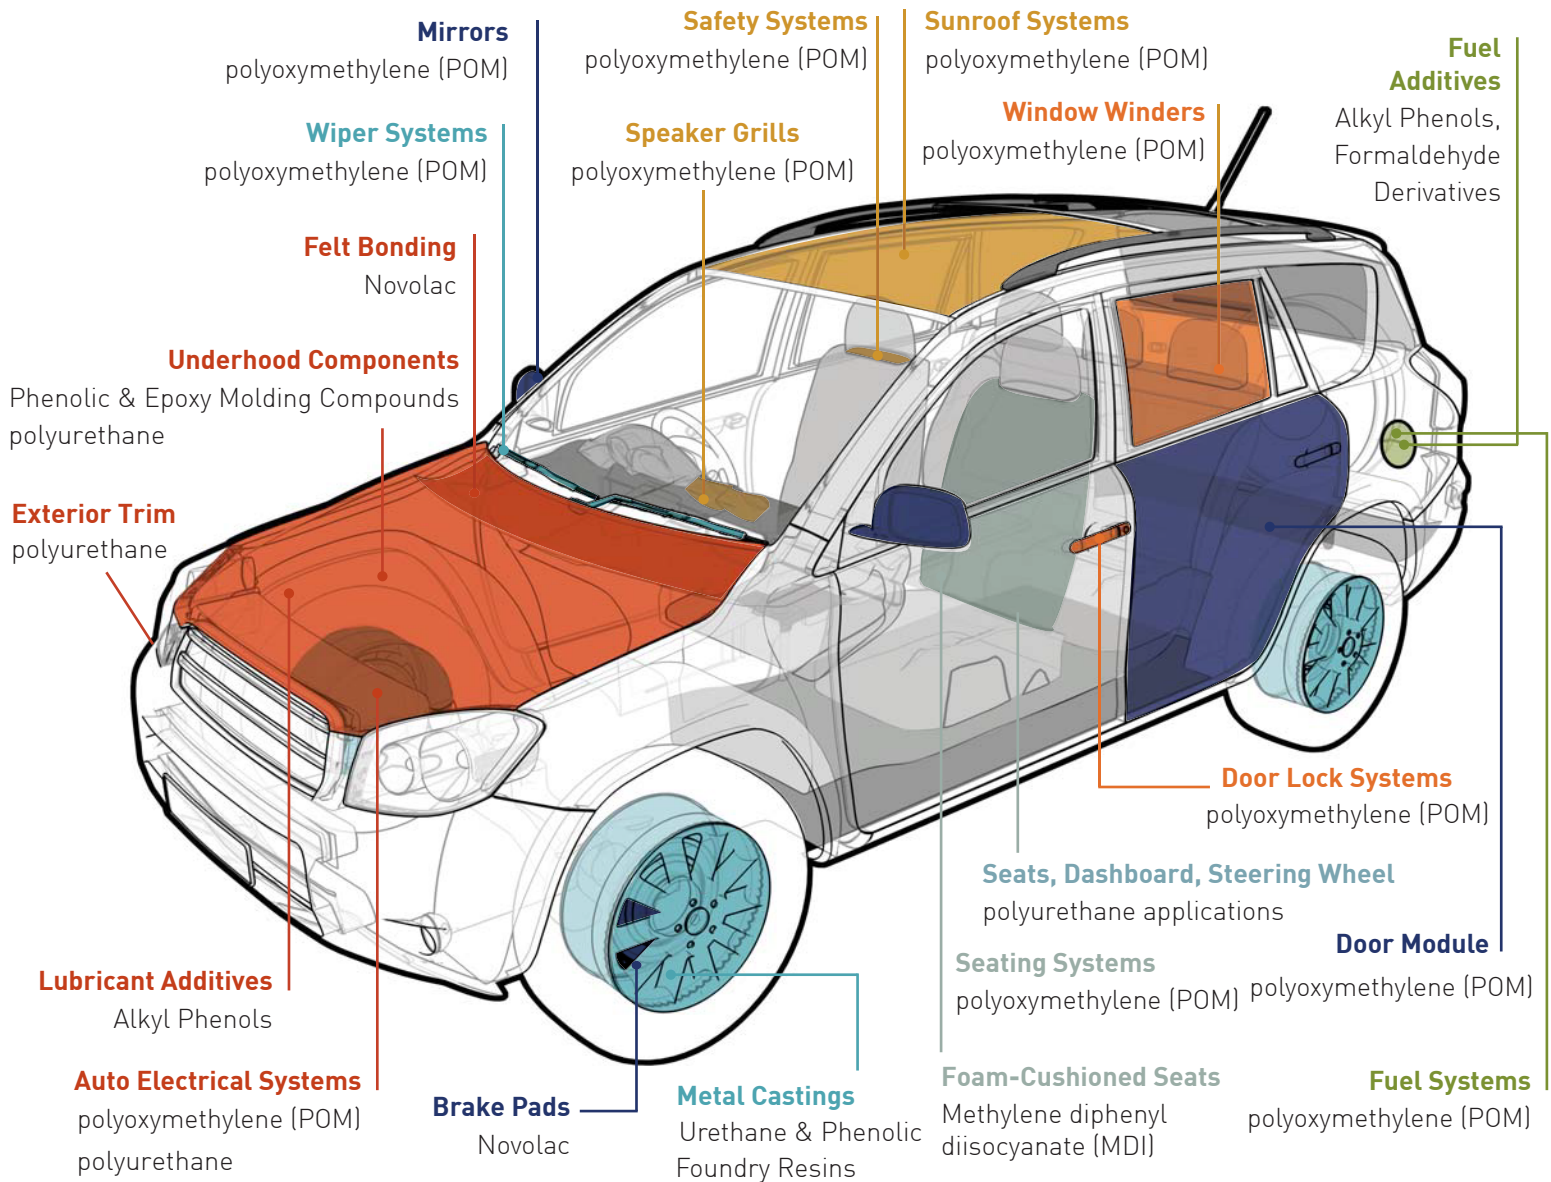 Mirrors
polyoxymethylene (POM)
Safety Systems
polyoxymethylene (POM)
Sunroof Systems
polyoxymethylene (POM)
Fuel
Additives
Alkyl Phenols,
Formaldehyde
Derivatives
Wiper Systems
polyoxymethylene (POM)
Speaker Grills
polyoxymethylene (POM)
Window Winders
polyoxymethylene (POM)
Felt Bonding
Novolac
Underhood Components
Phenolic & Epoxy Molding Compounds
polyurethane
Exterior Trim
polyurethane
Door Lock Systems
polyoxymethylene (POM)
Seats, Dashboard, Steering Wheel
polyurethane applications
Door Module
polyoxymethylene (POM)
Seating Systems
polyoxymethylene (POM)
Lubricant Additives
Alkyl Phenols
Auto Electrical Systems
polyoxymethylene (POM)
polyurethane
Brake Pads
Novolac
Metal Castings
Urethane & Phenolic
Foundry Resins
Foam-Cushioned Seats
Methylene diphenyl
diisocyanate (MDI)
Fuel Systems
polyoxymethylene (POM)